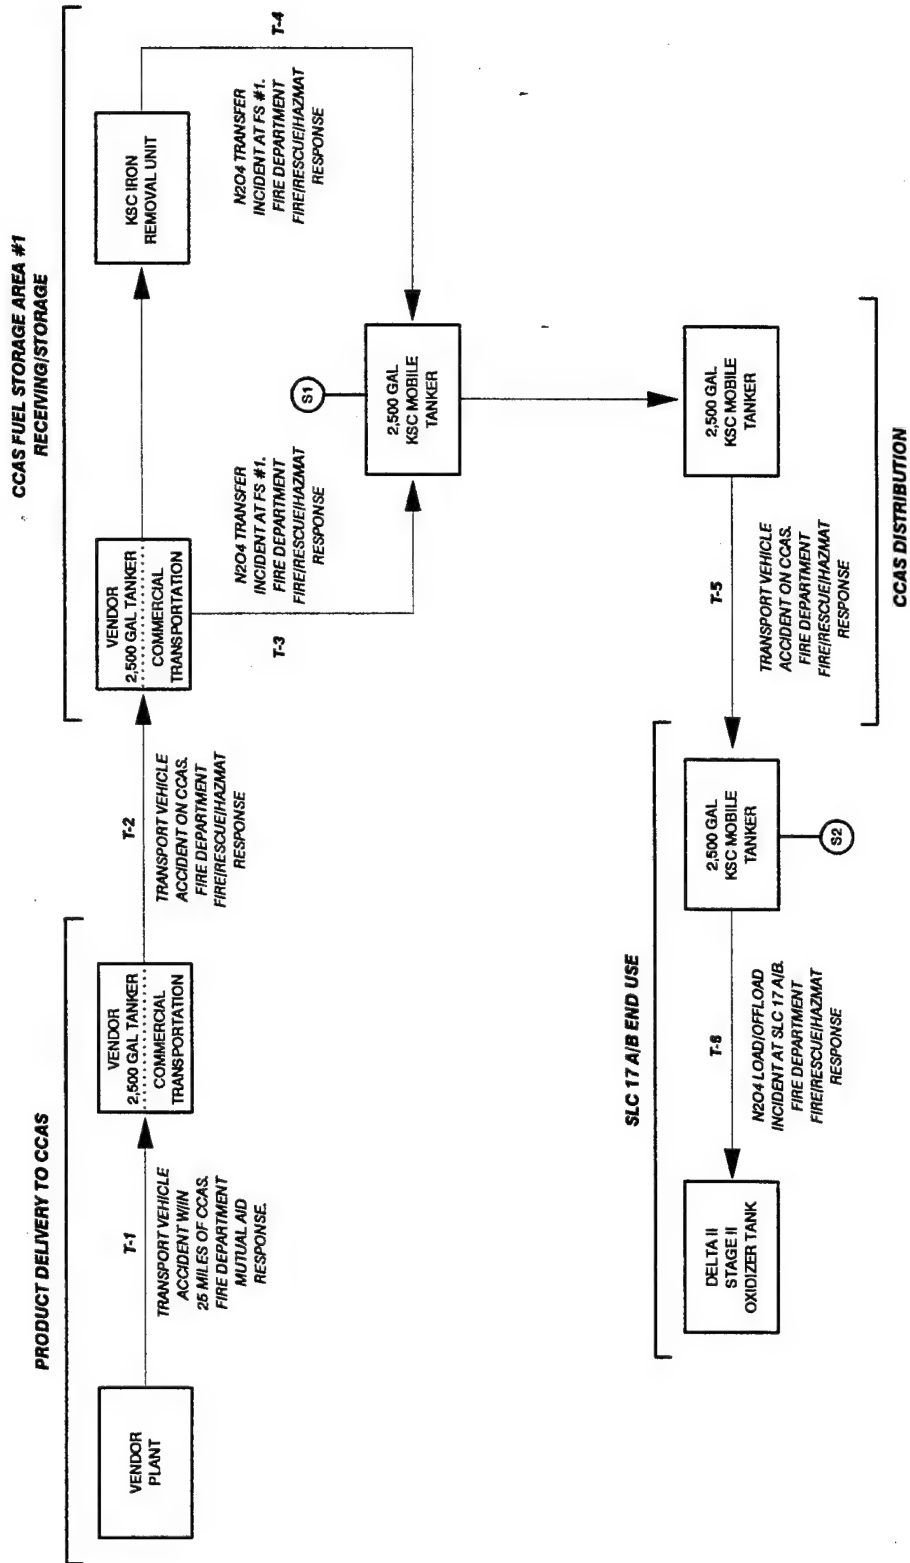 PRODUCT DELIVERY TO CCAS
VENDOR
PLANT
T-1
TRANSPORT VEHICLE
ACCIDENT W/IN
25 MILES OF CCAS.
FIRE DEPARTMENT
MUTUAL AID
RESPONSE.
VENDOR
2,500 GAL TANKER
COMMERCIAL
TRANSPORTATION
T-2
TRANSPORT VEHICLE
ACCIDENT ON CCAS.
FIRE DEPARTMENT
FIRE/RESCUE/HAZMAT
RESPONSE
CCAS FUEL STORAGE AREA #1
RECEIVING/STORAGE
VENDOR
2,500 GAL TANKER
COMMERCIAL
TRANSPORTATION
KSC IRON
REMOVAL UNIT
T-3
N2O4 TRANSFER
INCIDENT AT FS #1.
FIRE DEPARTMENT
FIRE/RESCUE/HAZMAT
RESPONSE
T-4
N2O4 TRANSFER
INCIDENT AT FS #1.
FIRE DEPARTMENT
FIRE/RESCUE/HAZMAT
RESPONSE
S1
2,500 GAL
KSC MOBILE
TANKER
2,500 GAL
KSC MOBILE
TANKER
T-5
TRANSPORT VEHICLE
ACCIDENT ON CCAS.
FIRE DEPARTMENT
FIRE/RESCUE/HAZMAT
RESPONSE
CCAS DISTRIBUTION
SLC 17 A/B END USE
2,500 GAL
KSC MOBILE
TANKER
S2
T-6
N2O4 LOAD/OFFLOAD
INCIDENT AT SLC 17 A/B.
FIRE DEPARTMENT
FIRE/RESCUE/HAZMAT
RESPONSE
DELTA II
STAGE II
OXIDIZER TANK